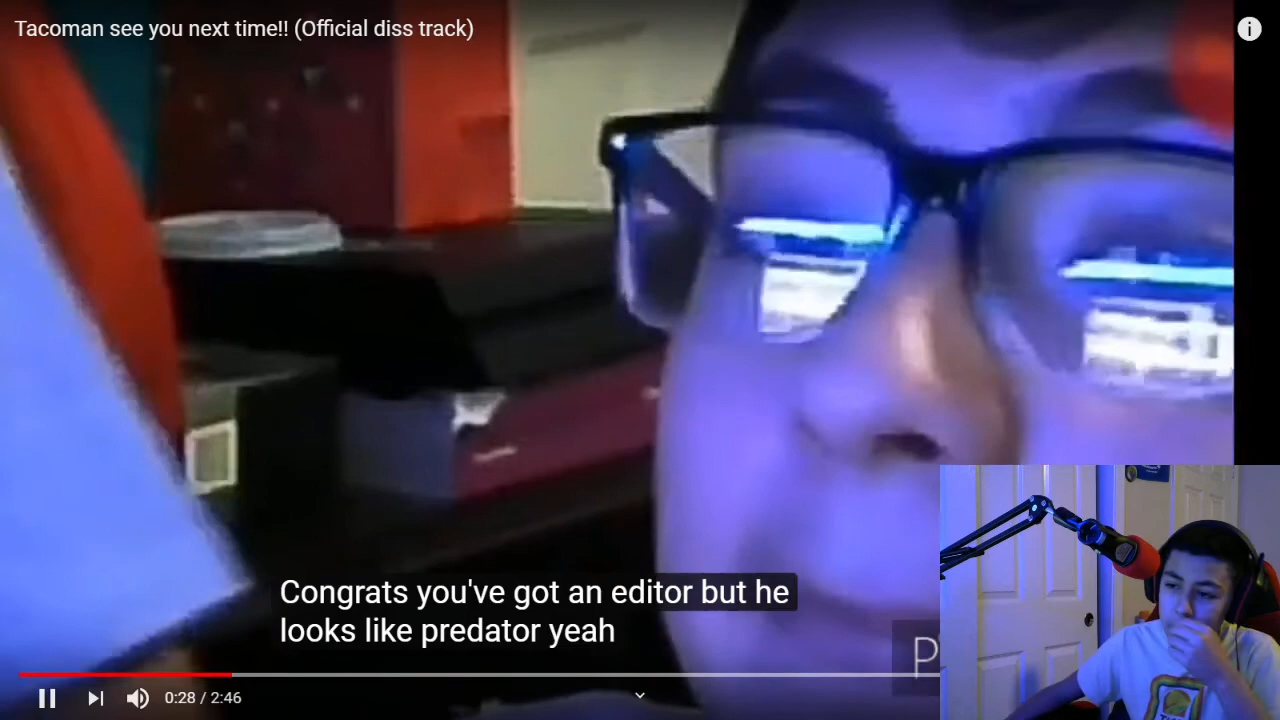 Tacoman see you next time!! (Official diss track)
Congrats you've got an editor but he
looks like predator yeah
P
0:28 / 2:46